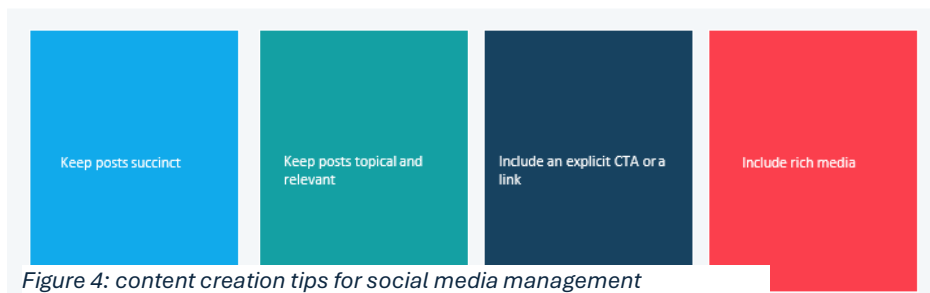 Keep posts succinct
Keep posts topical and
relevant
Include an explicit CTA or a
link
Include rich media
Figure 4: content creation tips for social media management